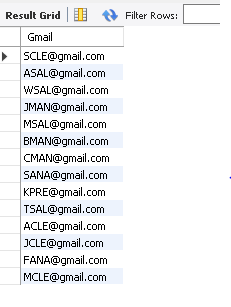 Result Grid Filter Rows:
Gmail
SCLE@gmail.com
ASAL@gmail.com
WSAL@gmail.com
JMAN@gmail.com
MSAL@gmail.com
BMAN@gmail.com
CMAN@gmail.com
SANA@gmail.com
KPRE@gmail.com
TSAL@gmail.com
ACLE@gmail.com
JCLE@gmail.com
FANA@gmail.com
MCLE@gmail.com